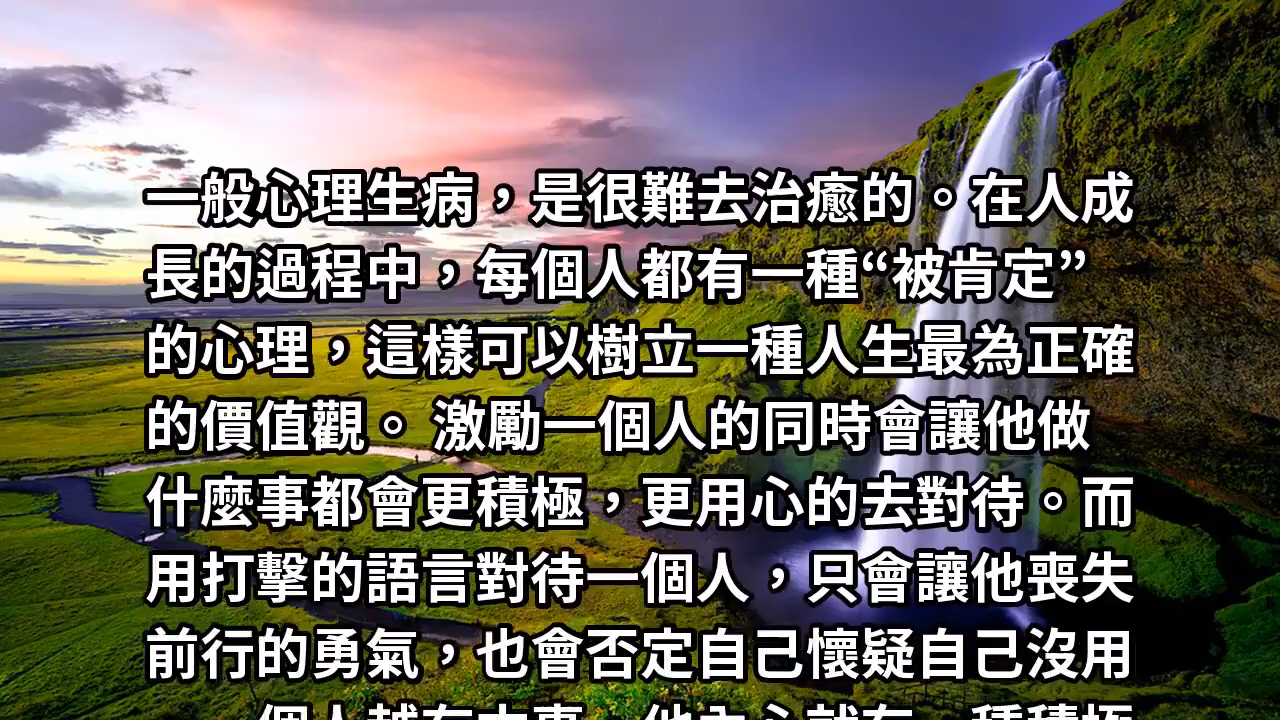 一般心理生病，是很難去治癒的。在人成
長的過程中，每個人都有一種“被肯定”
的心理，這樣可以樹立一種人生最為正確
的價值觀。 激勵一個人的同時會讓他做
什麼事都會更積極，更用心的去對待。而
用打擊的語言對待一個人，只會讓他喪失
前行的勇氣，也會否定自己懷疑自己沒用